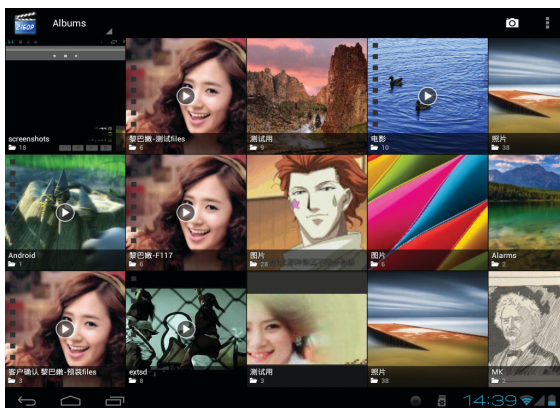 2160P
Albums
screenshots
18
黎巴嫩-测试files
6
测试用
9
电影
10
照片
38
Android
1
黎巴嫩-F117
6
图片
28
图片
6
Alarms
2
客户确认 黎巴嫩-预装files
3
extsd
8
测试用
3
照片
38
MK
2
14:39